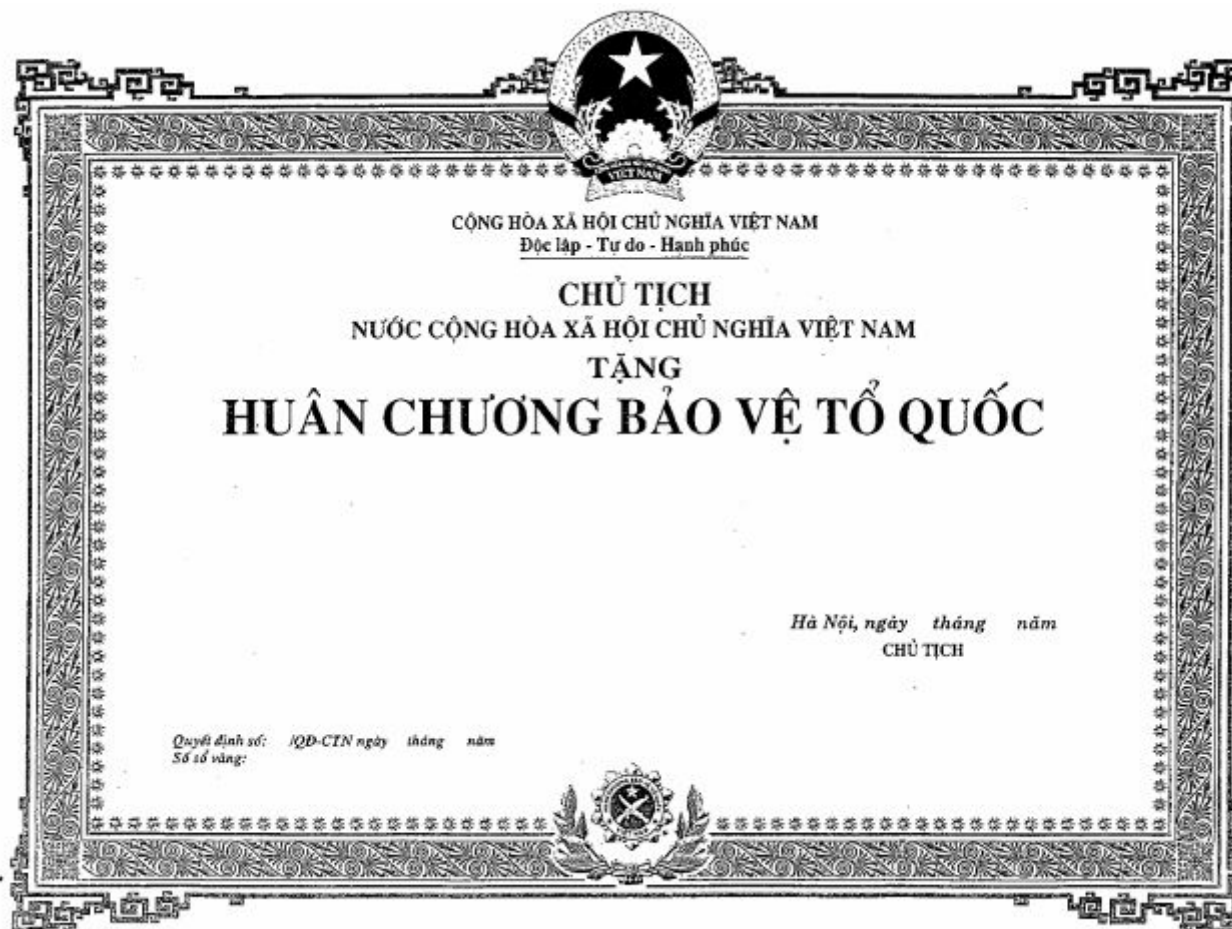 VIỆT NAM
CỘNG HÒA XÃ HỘI CHỦ NGHĨA VIỆT NAM
Độc lập - Tự do - Hạnh phúc
CHỦ TỊCH
NƯỚC CỘNG HÒA XÃ HỘI CHỦ NGHĨA VIỆT NAM
TẶNG
HUÂN CHƯƠNG BẢO VỆ TỔ QUỐC
Hà Nội, ngày tháng năm
CHỦ TỊCH
Quyết định số: /QĐ-CTN ngày tháng năm
Số sổ vàng: